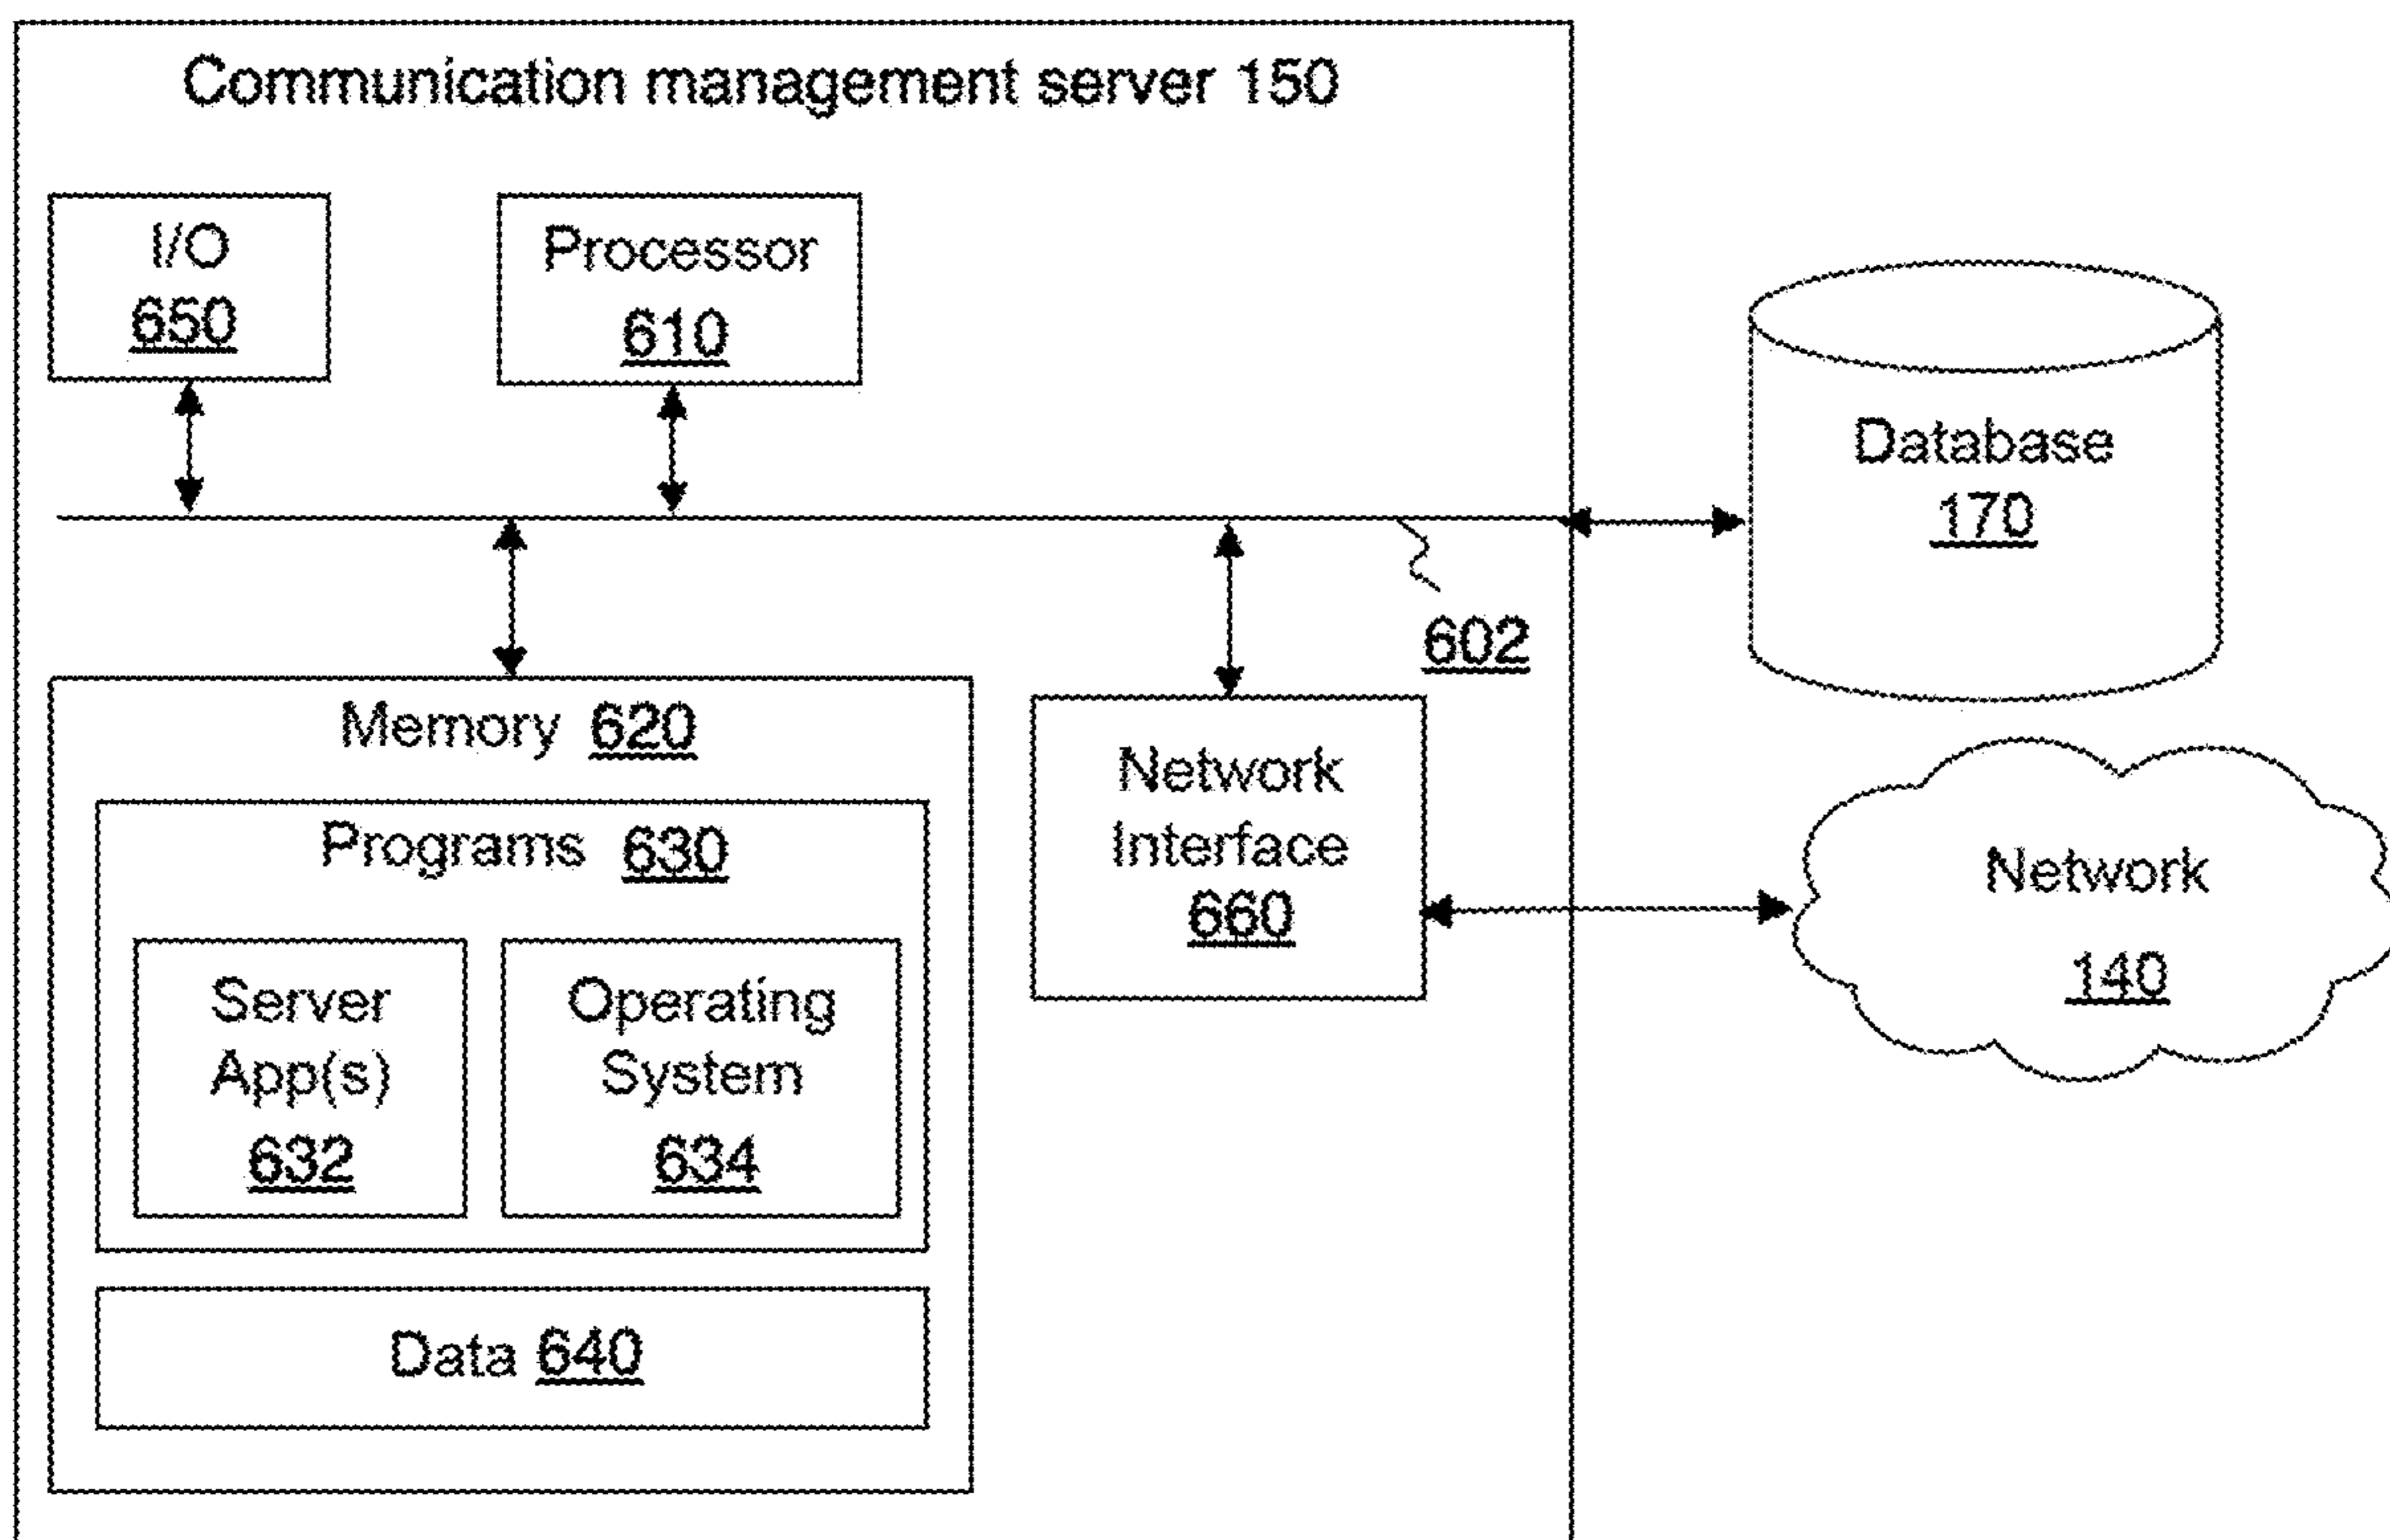 Communication management server 150
I/O
650
Processor
610
Database
170
602
Memory 620
Programs 630
Server
App(s)
632
Operating
System
634
Data 640
Network
Interface
660
Network
140